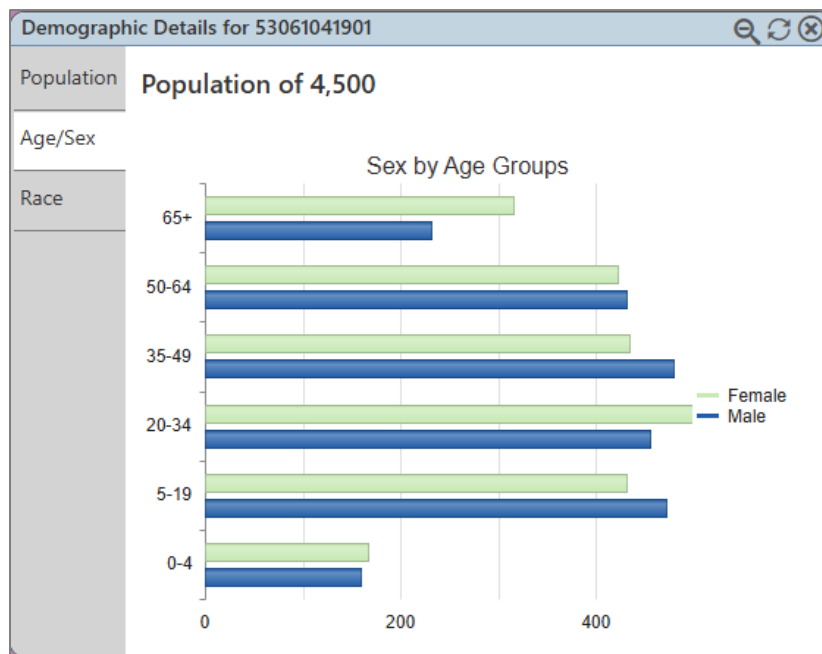 Demographic Details for 53061041901
Population
Age/Sex
Race
Population of 4,500
Sex by Age Groups
65+
50-64
35-49
20-34
5-19
0-4
0
200
400
Female
Male